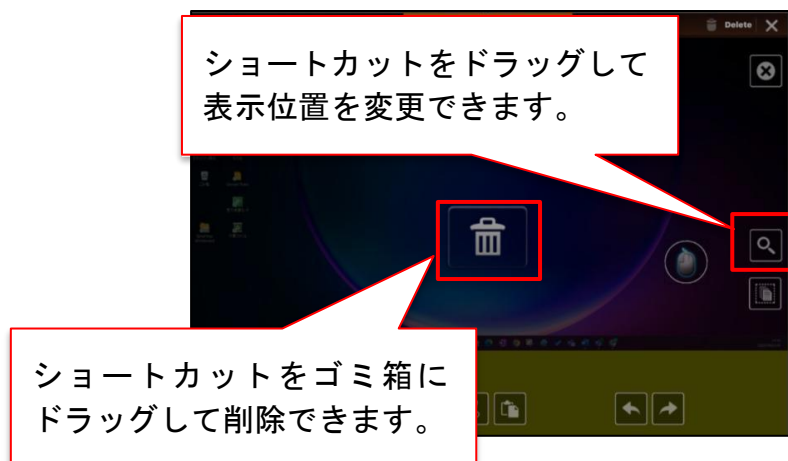 Delete
ショートカットをドラッグして
表示位置を変更できます。
ショートカットをゴミ箱に
ドラッグして削除できます。